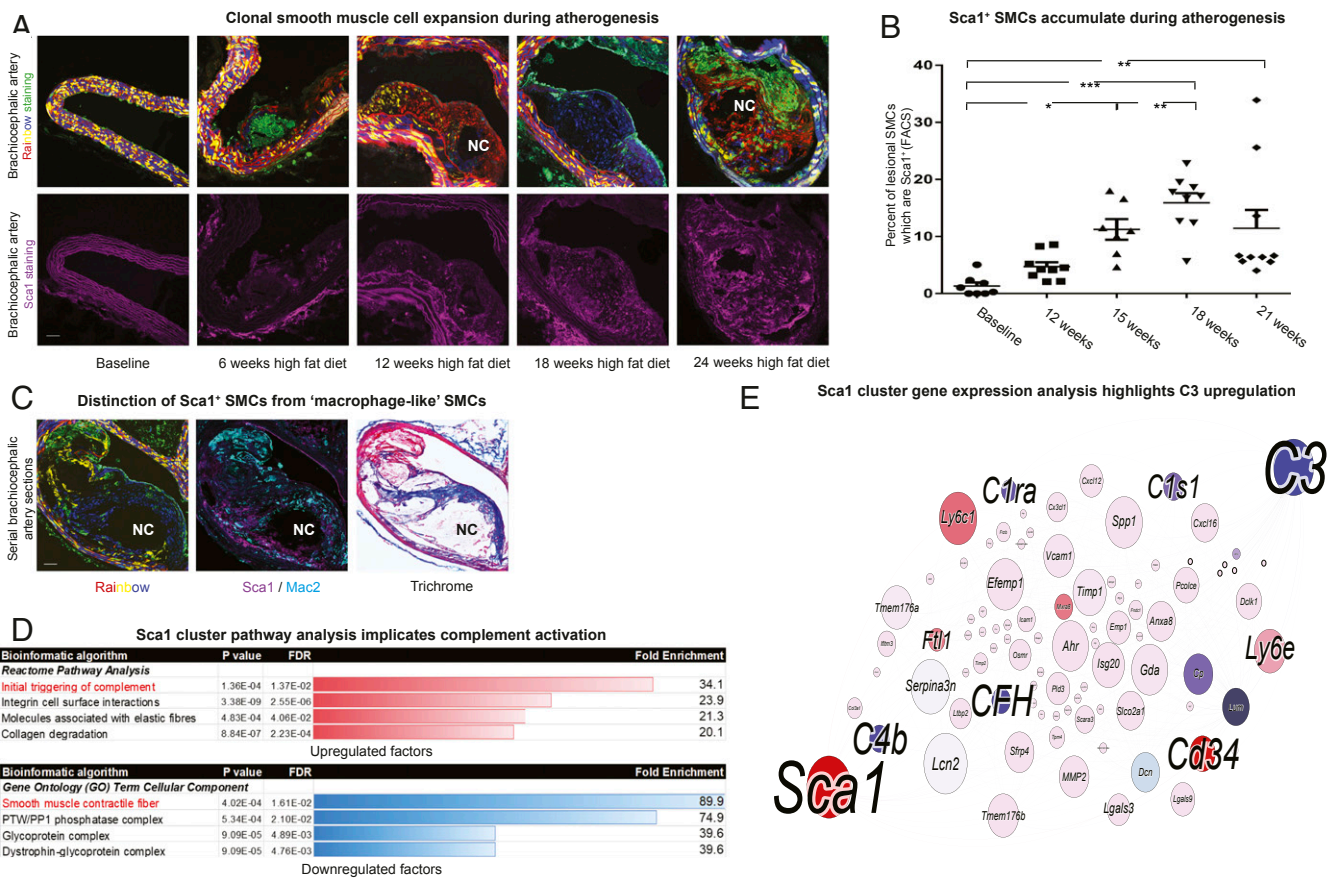 A
Clonal smooth muscle cell expansion during atherogenesis
Brachiocephalic artery
Rainbow staining
NC
NC
Brachiocephalic artery
Sca1 staining
Baseline
6 weeks high fat diet
12 weeks high fat diet
18 weeks high fat diet
24 weeks high fat diet
B
Sca1⁺ SMCs accumulate during atherogenesis
Percent of lesional SMCs
which are Sca1⁺ (FACS)
40
30
20
10
0
**
***
*
**
Baseline
12 weeks
15 weeks
18 weeks
21 weeks
C
Distinction of Sca1⁺ SMCs from ‘macrophage-like’ SMCs
Serial brachiocephalic
artery sections
NC
NC
NC
Rainbow
Sca1 / Mac2
Trichrome
D
Sca1 cluster pathway analysis implicates complement activation
Bioinformatic algorithm P value FDR Fold Enrichment
Reactome Pathway Analysis
Initial triggering of complement 1.36E-04 1.37E-02 34.1
Integrin cell surface interactions 3.38E-09 2.55E-06 23.9
Molecules associated with elastic fibres 4.83E-04 4.06E-02 21.3
Collagen degradation 8.84E-07 2.23E-04 20.1
Upregulated factors
Bioinformatic algorithm P value FDR Fold Enrichment
Gene Ontology (GO) Term Cellular Component
Smooth muscle contractile fiber 4.02E-04 1.61E-02 89.9
PTW/PP1 phosphatase complex 5.34E-04 2.10E-02 74.9
Glycoprotein complex 9.09E-05 4.89E-03 39.6
Dystrophin-glycoprotein complex 9.09E-05 4.76E-03 39.6
Downregulated factors
E
Sca1 cluster gene expression analysis highlights C3 upregulation
C3
Cxcl12
C1ra
C1s1
Cx3cl1
Ly6c1
Spp1
Cxcl16
Vcam1
Efemp1
Timp1
Pcolce
Tmem176a
Dclk1
Mxra8
Icam1
Emp1
Anxa8
Ftl1
Ifitm3
Ahr
Ly6e
Osmr
Isg20
Gda
Timp2
Cp
Serpina3n
Pld3
CFH
Ltbp2
Slco2a1
Scara3
C4b
Tpm4
Sfrp4
Cd34
Lcn2
MMP2
Dcn
Sca1
Lgals9
Lgals3
Tmem176b